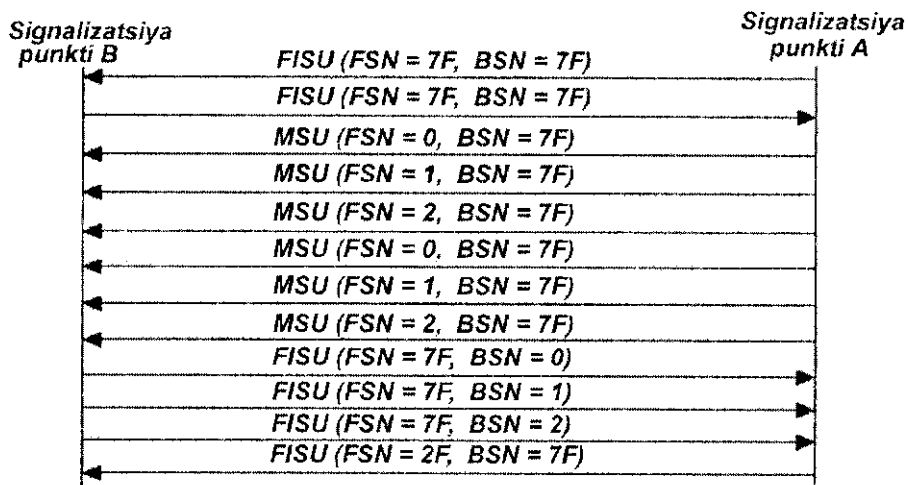 Signalizatsiya
punkti B
Signalizatsiya
punkti A
FISU (FSN = 7F, BSN = 7F)
FISU (FSN = 7F, BSN = 7F)
MSU (FSN = 0, BSN = 7F)
MSU (FSN = 1, BSN = 7F)
MSU (FSN = 2, BSN = 7F)
MSU (FSN = 0, BSN = 7F)
MSU (FSN = 1, BSN = 7F)
MSU (FSN = 2, BSN = 7F)
FISU (FSN = 7F, BSN = 0)
FISU (FSN = 7F, BSN = 1)
FISU (FSN = 7F, BSN = 2)
FISU (FSN = 2F, BSN = 7F)